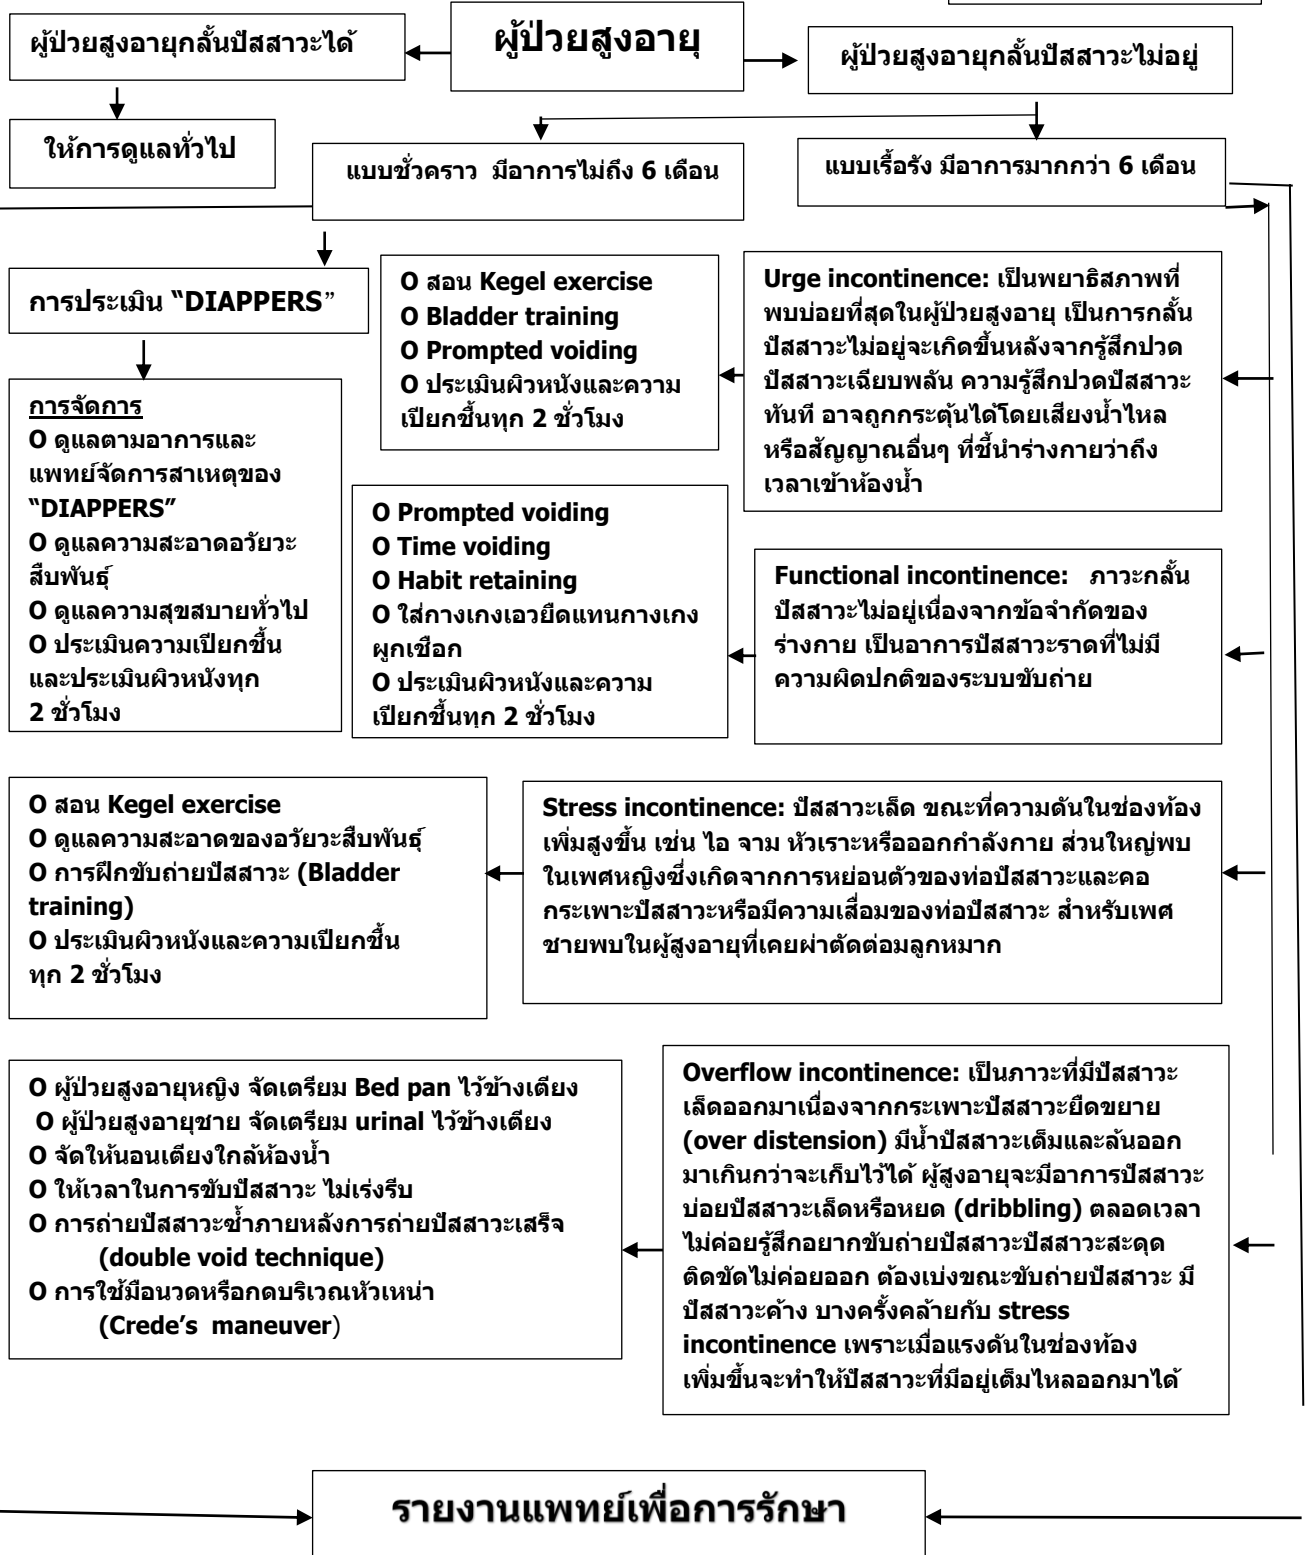 ผู้ป่วยสูงอายุกลั้นปัสสาวะได้
ผู้ป่วยสูงอายุ
ผู้ป่วยสูงอายุกลั้นปัสสาวะไม่อยู่
ให้การดูแลทั่วไป
แบบชั่วคราว มีอาการไม่ถึง 6 เดือน
แบบเรื้อรัง มีอาการมากกว่า 6 เดือน
การประเมิน “DIAPPERS”
การจัดการ
O ดูแลตามอาการและ
แพทย์จัดการสาเหตุของ
“DIAPPERS”
O ดูแลความสะอาดอวัยวะ
สืบพันธุ์
O ดูแลความสุขสบายทั่วไป
O ประเมินความเปียกชื้น
และประเมินผิวหนังทุก
2 ชั่วโมง
O สอน Kegel exercise
O Bladder training
O Prompted voiding
O ประเมินผิวหนังและความ
เปียกชื้นทุก 2 ชั่วโมง
Urge incontinence: เป็นพยาธิสภาพที่
พบบ่อยที่สุดในผู้ป่วยสูงอายุ เป็นการกลั้น
ปัสสาวะไม่อยู่จะเกิดขึ้นหลังจากรู้สึกปวด
ปัสสาวะเฉียบพลัน ความรู้สึกปวดปัสสาวะ
ทันที อาจถูกกระตุ้นได้โดยเสียงน้ำไหล
หรือสัญญาณอื่นๆ ที่ชี้นำร่างกายว่าถึง
เวลาเข้าห้องน้ำ
O Prompted voiding
O Time voiding
O Habit retaining
O ใส่กางเกงเอวยืดแทนกางเกง
ผูกเชือก
O ประเมินผิวหนังและความ
เปียกชื้นทุก 2 ชั่วโมง
Functional incontinence: ภาวะกลั้น
ปัสสาวะไม่อยู่เนื่องจากข้อจำกัดของ
ร่างกาย เป็นอาการปัสสาวะราดที่ไม่มี
ความผิดปกติของระบบขับถ่าย
O สอน Kegel exercise
O ดูแลความสะอาดของอวัยวะสืบพันธุ์
O การฝึกขับถ่ายปัสสาวะ (Bladder
training)
O ประเมินผิวหนังและความเปียกชื้น
ทุก 2 ชั่วโมง
Stress incontinence: ปัสสาวะเล็ด ขณะที่ความดันในช่องท้อง
เพิ่มสูงขึ้น เช่น ไอ จาม หัวเราะหรือออกกำลังกาย ส่วนใหญ่พบ
ในเพศหญิงซึ่งเกิดจากการหย่อนตัวของท่อปัสสาวะและคอ
กระเพาะปัสสาวะหรือมีความเสื่อมของท่อปัสสาวะ สำหรับเพศ
ชายพบในผู้สูงอายุที่เคยผ่าตัดต่อมลูกหมาก
O ผู้ป่วยสูงอายุหญิง จัดเตรียม Bed pan ไว้ข้างเตียง
O ผู้ป่วยสูงอายุชาย จัดเตรียม urinal ไว้ข้างเตียง
O จัดให้นอนเตียงใกล้ห้องน้ำ
O ให้เวลาในการขับปัสสาวะ ไม่เร่งรีบ
O การถ่ายปัสสาวะซ้ำภายหลังการถ่ายปัสสาวะเสร็จ
(double void technique)
O การใช้มือนวดหรือกดบริเวณหัวเหน่า
(Crede’s maneuver)
Overflow incontinence: เป็นภาวะที่มีปัสสาวะ
เล็ดออกมาเนื่องจากกระเพาะปัสสาวะยืดขยาย
(over distension) มีน้ำปัสสาวะเต็มและล้นออก
มาเกินกว่าจะเก็บไว้ได้ ผู้สูงอายุจะมีอาการปัสสาวะ
บ่อยปัสสาวะเล็ดหรือหยด (dribbling) ตลอดเวลา
ไม่ค่อยรู้สึกอยากขับถ่ายปัสสาวะปัสสาวะสะดุด
ติดขัดไม่ค่อยออก ต้องเบ่งขณะขับถ่ายปัสสาวะ มี
ปัสสาวะค้าง บางครั้งคล้ายกับ stress
incontinence เพราะเมื่อแรงดันในช่องท้อง
เพิ่มขึ้นจะทำให้ปัสสาวะที่มีอยู่เต็มไหลออกมาได้
รายงานแพทย์เพื่อการรักษา